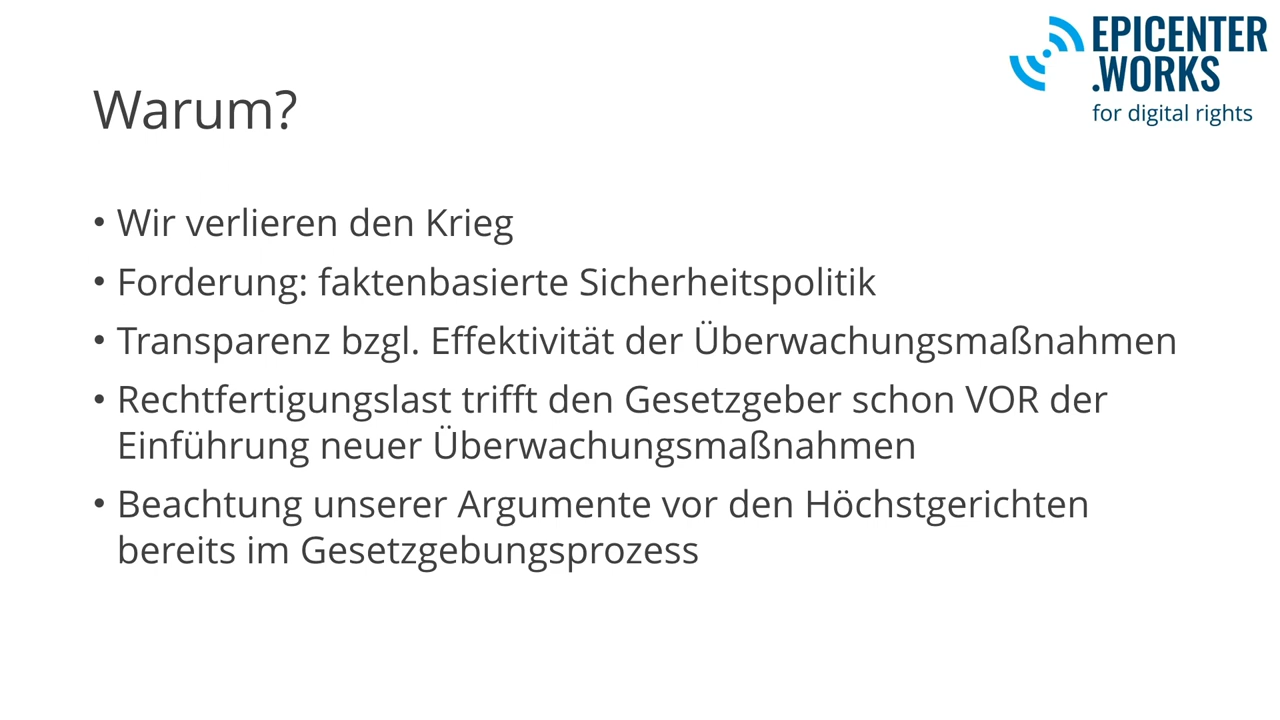 EPICENTER
.WORKS
for digital rights
Warum?
• Wir verlieren den Krieg
• Forderung: faktenbasierte Sicherheitspolitik
• Transparenz bzgl. Effektivität der Überwachungsmaßnahmen
• Rechtfertigungslast trifft den Gesetzgeber schon VOR der
Einführung neuer Überwachungsmaßnahmen
• Beachtung unserer Argumente vor den Höchstgerichten
bereits im Gesetzgebungsprozess